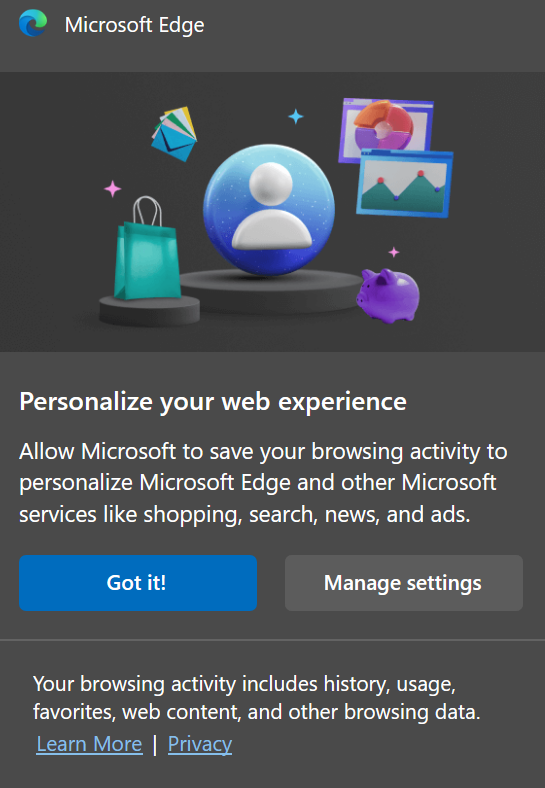 Microsoft Edge
Personalize your web experience
Allow Microsoft to save your browsing activity to
personalize Microsoft Edge and other Microsoft
services like shopping, search, news, and ads.
Got it!
Manage settings
Your browsing activity includes history, usage,
favorites, web content, and other browsing data.
Learn More | Privacy